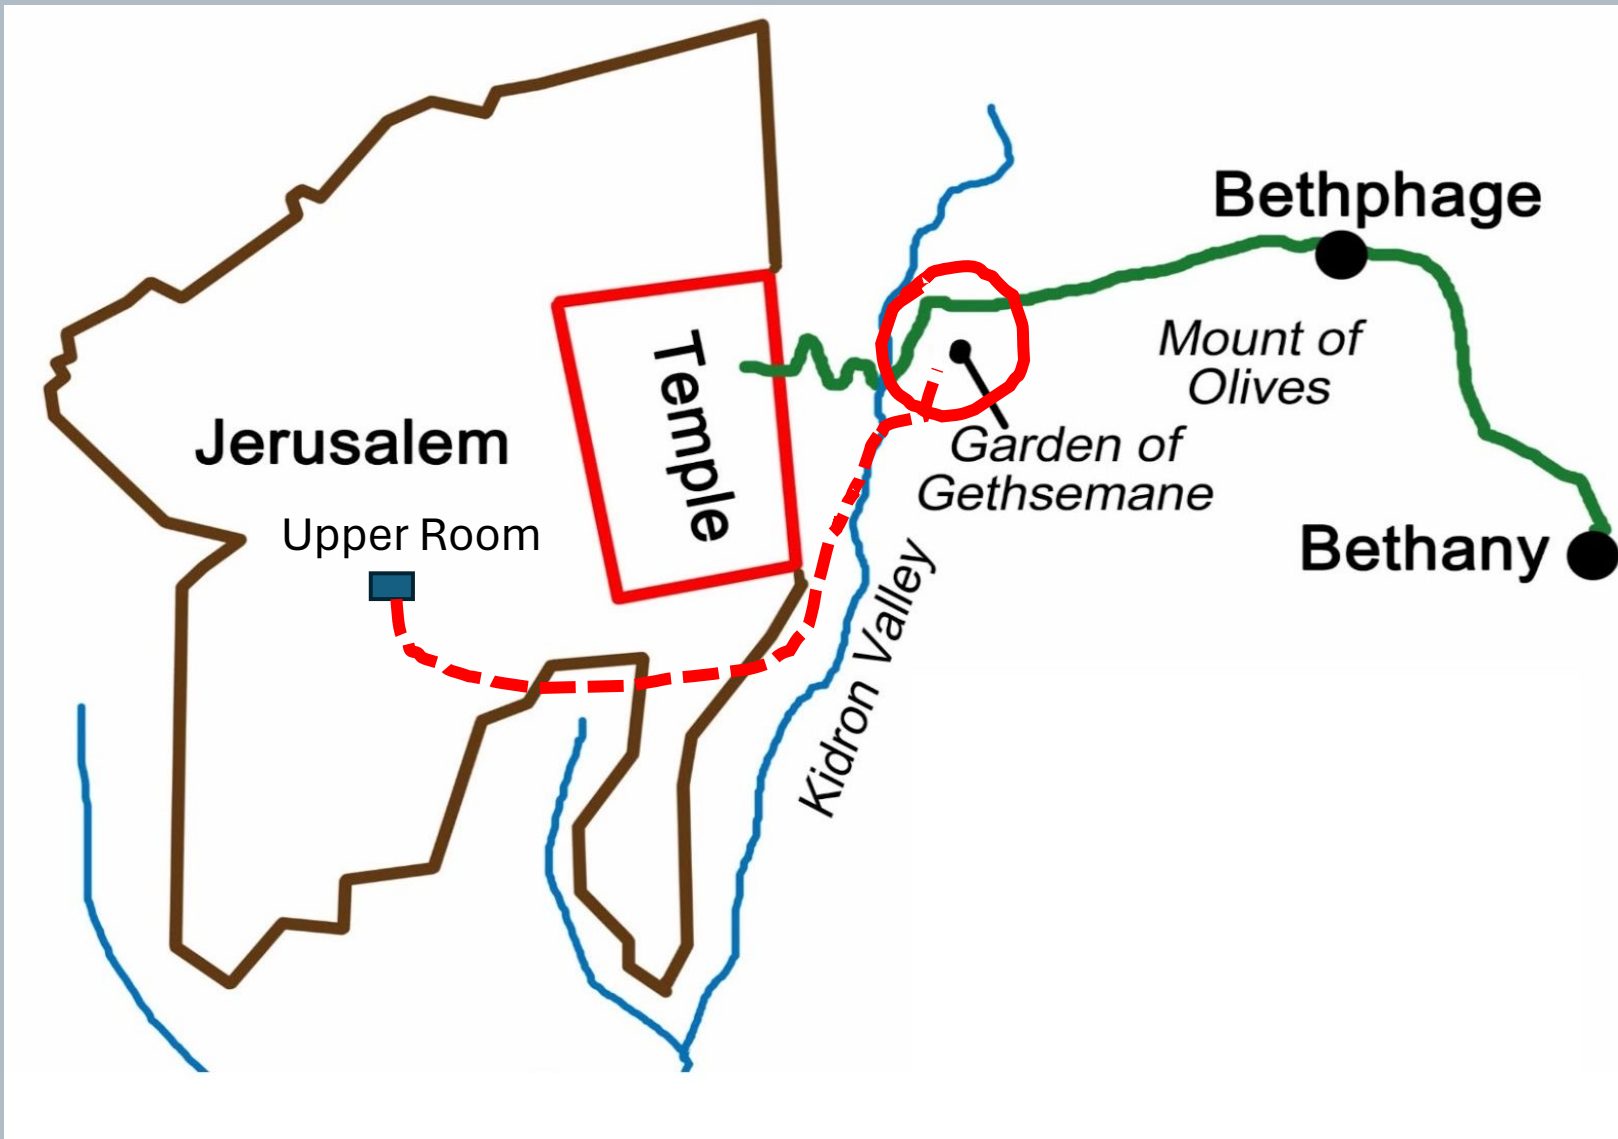 Bethphage
Mount of
Olives
Temple
Jerusalem
Garden of
Gethsemane
Upper Room
Bethany
Kidron Valley